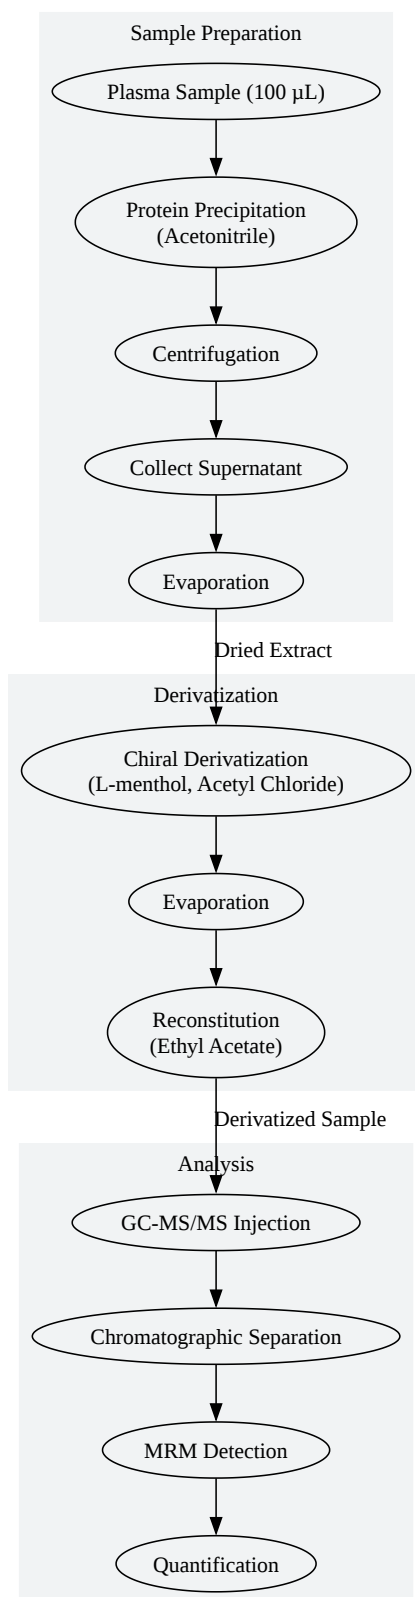 Sample Preparation
Plasma Sample (100 µL)
Protein Precipitation
(Acetonitrile)
Centrifugation
Collect Supernatant
Evaporation
Dried Extract
Derivatization
Chiral Derivatization
(L-menthol, Acetyl Chloride)
Evaporation
Reconstitution
(Ethyl Acetate)
Derivatized Sample
Analysis
GC-MS/MS Injection
Chromatographic Separation
MRM Detection
Quantification